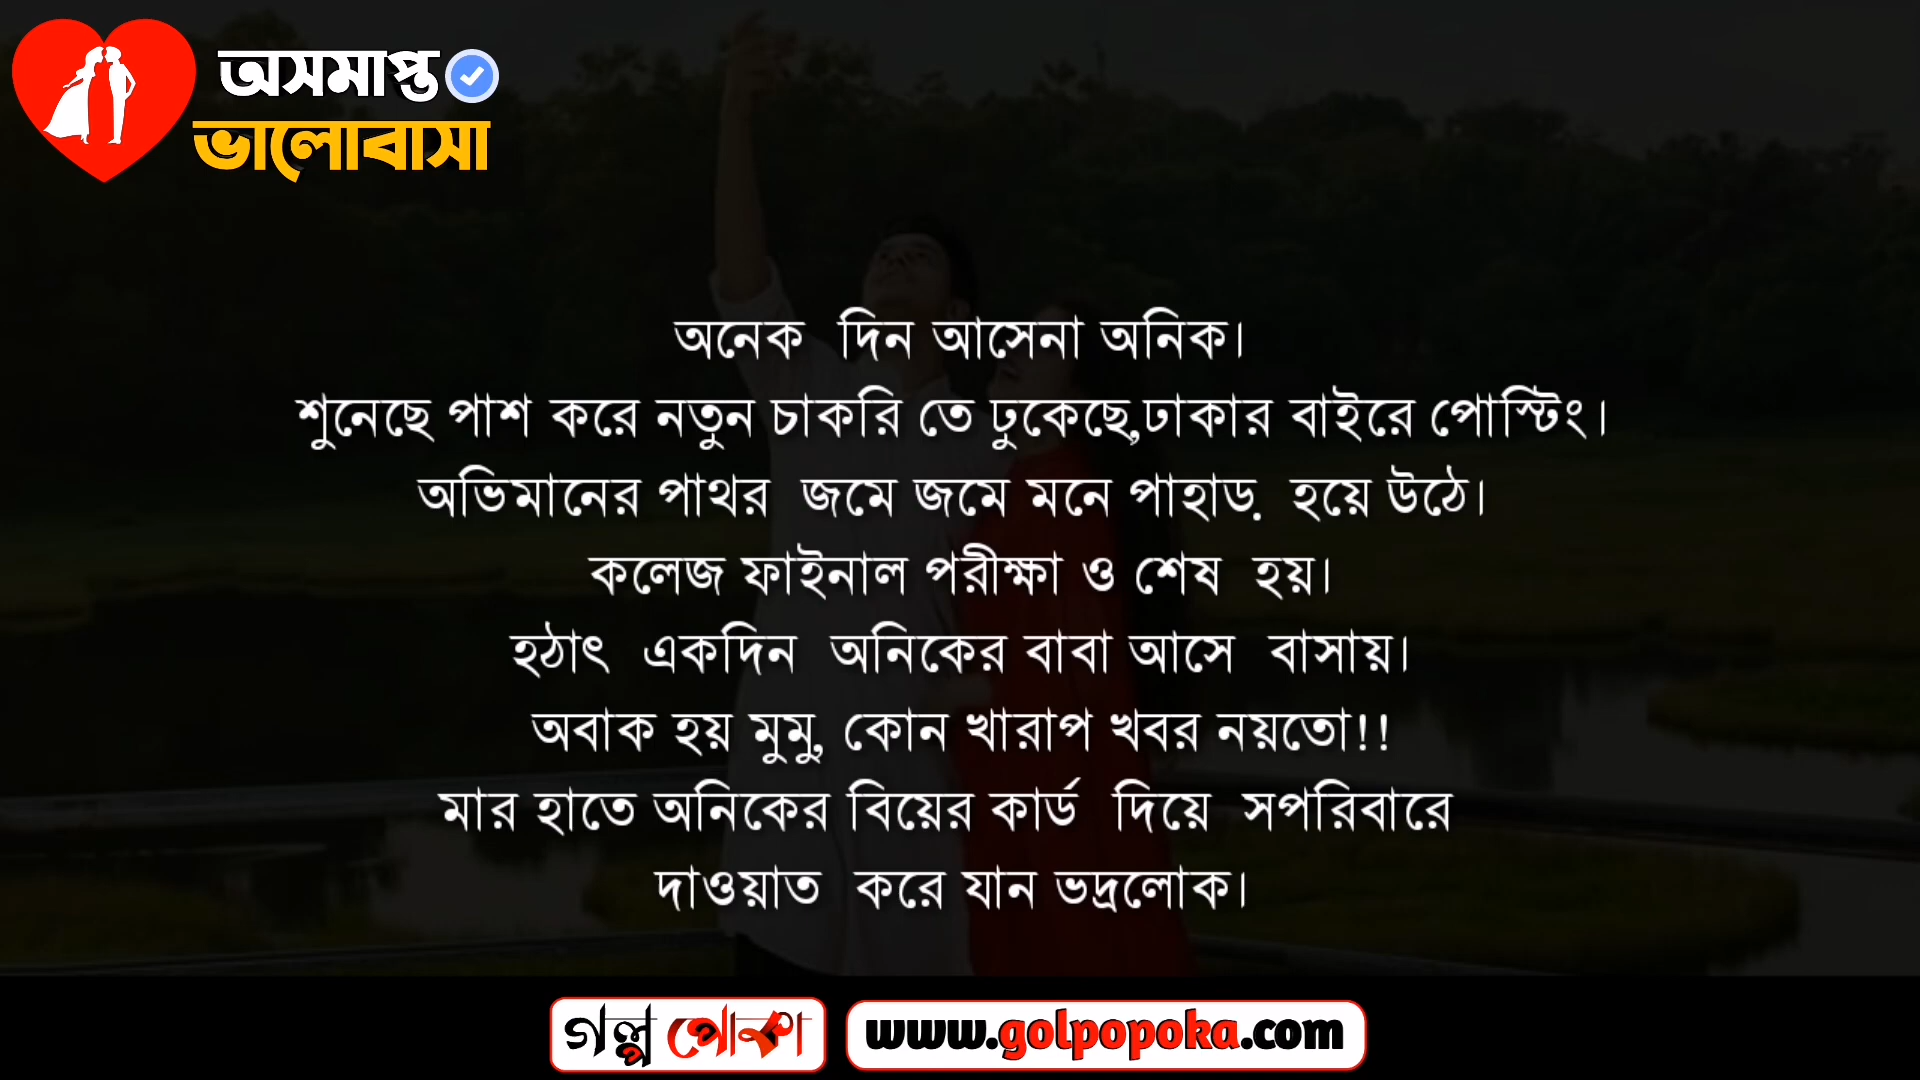 অসমাপ্ত
ভালোবাসা
অনেক দিন আসেনা অনিক।
শুনেছে পাশ করে নতুন চাকরি তে ঢুকেছে,ঢাকার বাইরে পোস্টিং।
অভিমানের পাথর জমে জমে মনে পাহাড় হয়ে উঠে।
কলেজ ফাইনাল পরীক্ষা ও শেষ হয়।
হঠাৎ একদিন অনিকের বাবা আসে বাসায়।
অবাক হয় মুমু, কোন খারাপ খবর নয়তো!!
মার হাতে অনিকের বিয়ের কার্ড দিয়ে সপরিবারে
দাওয়াত করে যান ভদ্রলোক।
গল্প পোকা www.golpopoka.com